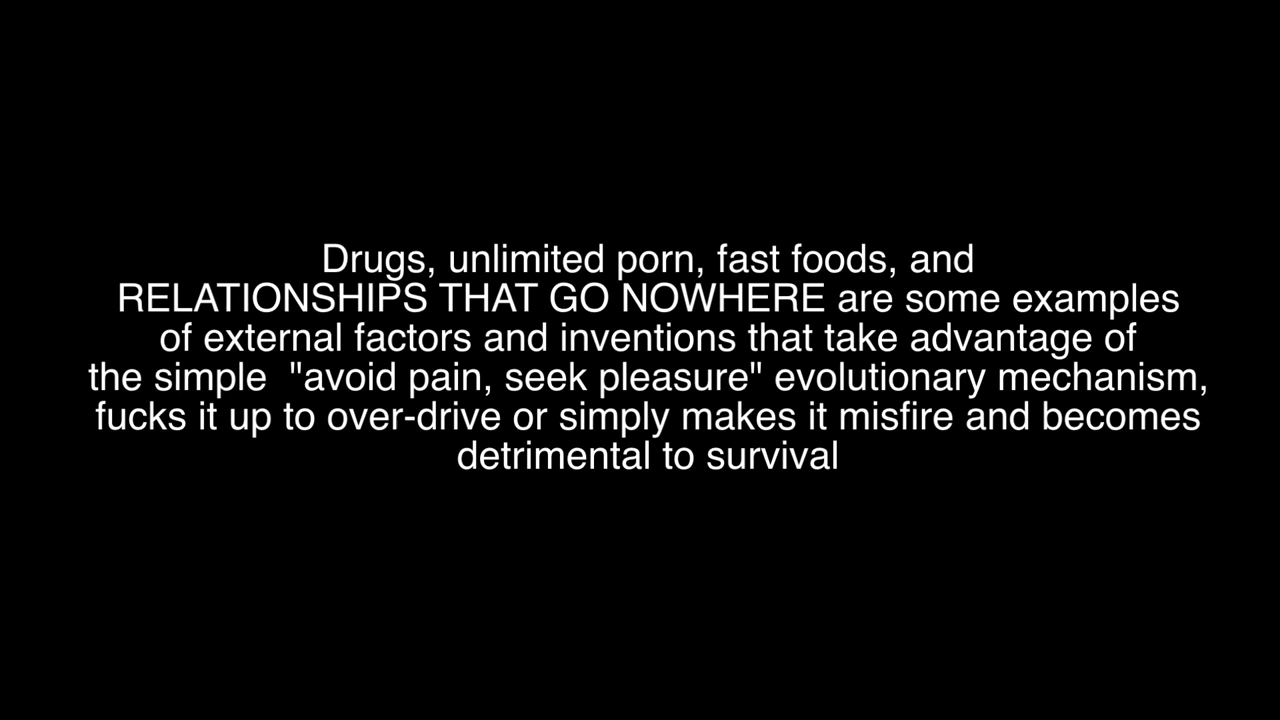 Drugs, unlimited porn, fast foods, and
RELATIONSHIPS THAT GO NOWHERE are some examples
of external factors and inventions that take advantage of
the simple  "avoid pain, seek pleasure" evolutionary mechanism,
fucks it up to over-drive or simply makes it misfire and becomes
detrimental to survival